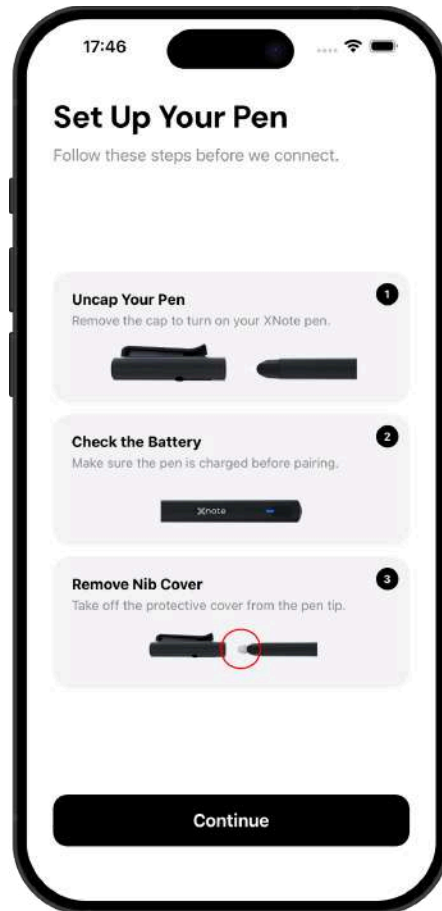 17:46
Set Up Your Pen
Follow these steps before we connect.
Uncap Your Pen
1
Remove the cap to turn on your XNote pen.
Check the Battery
2
Make sure the pen is charged before pairing.
Xnote
Remove Nib Cover
3
Take off the protective cover from the pen tip.
Continue